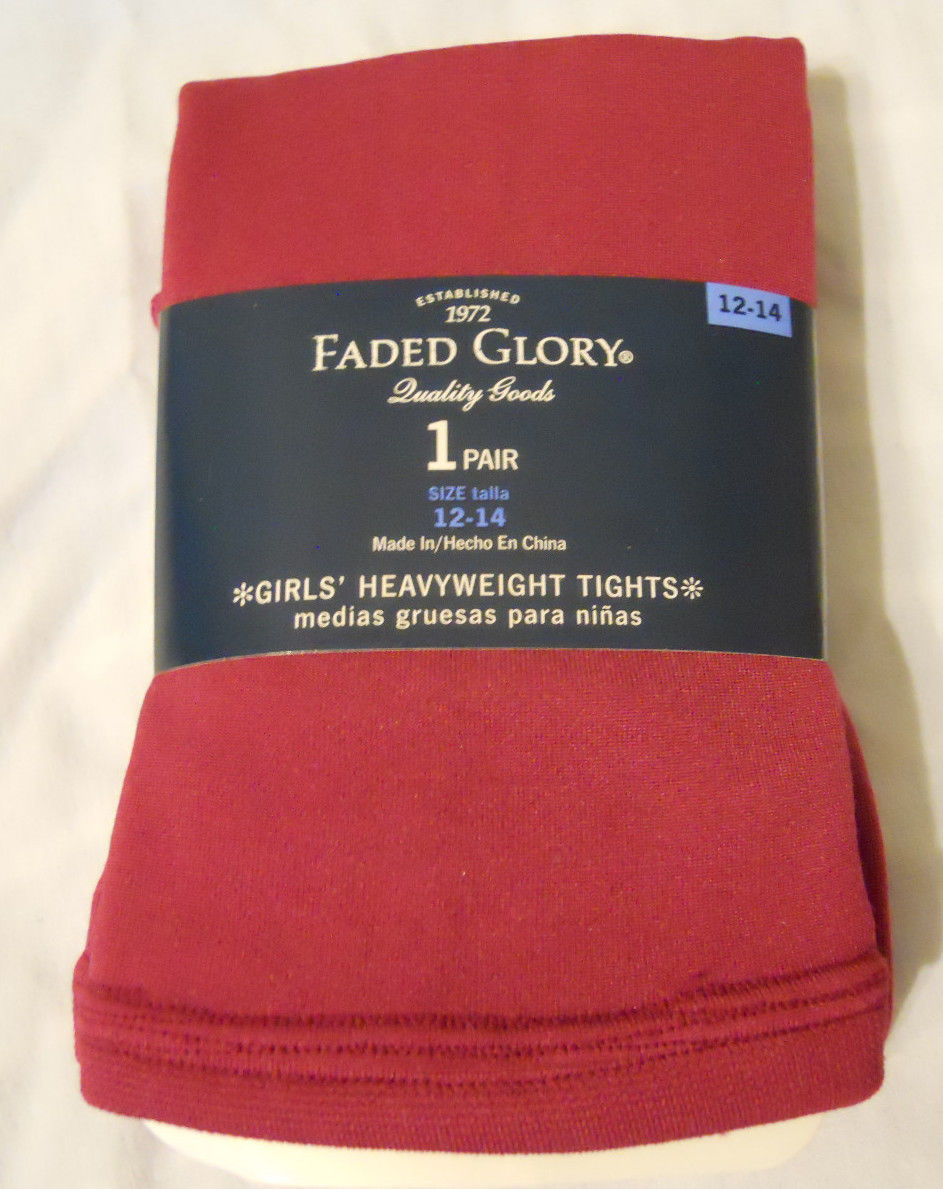 ESTABLISHED
1972
12-14
FADED GLORY®
Quality Goods
1 PAIR
SIZE talla
12-14
Made In/Hecho En China
*GIRLS' HEAVYWEIGHT TIGHTS*
medias gruesas para niñas